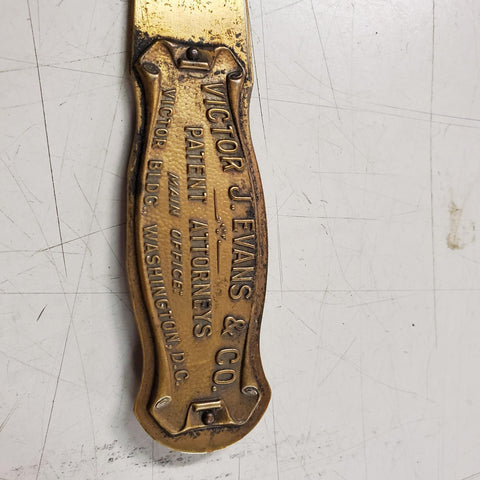 VICTOR J. EVANS & CO.
PATENT ATTORNEYS
MAIN OFFICE
VICTOR BLDG., WASHINGTON, D.C.